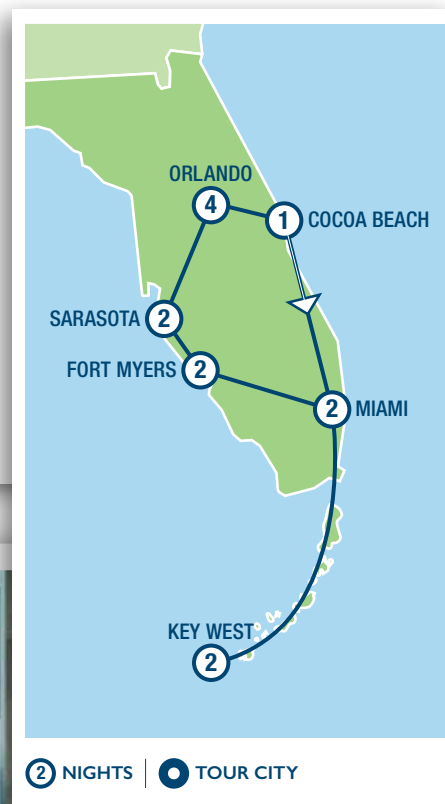 ORLANDO
4
1 COCOA BEACH
SARASOTA 2
FORT MYERS 2
2 MIAMI
KEY WEST
2
2 NIGHTS | TOUR CITY